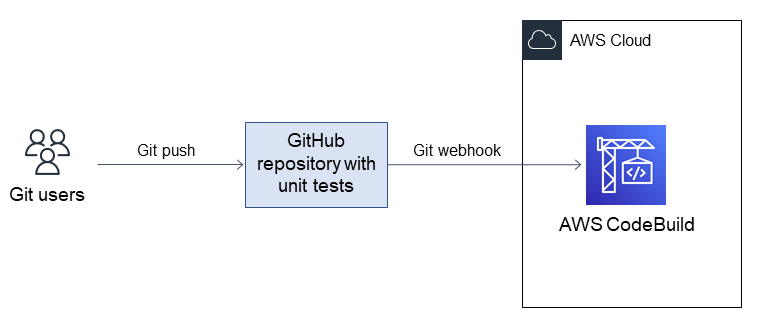 AWS Cloud
Git users
Git push
GitHub
repository with
unit tests
Git webhook
</>
AWS CodeBuild